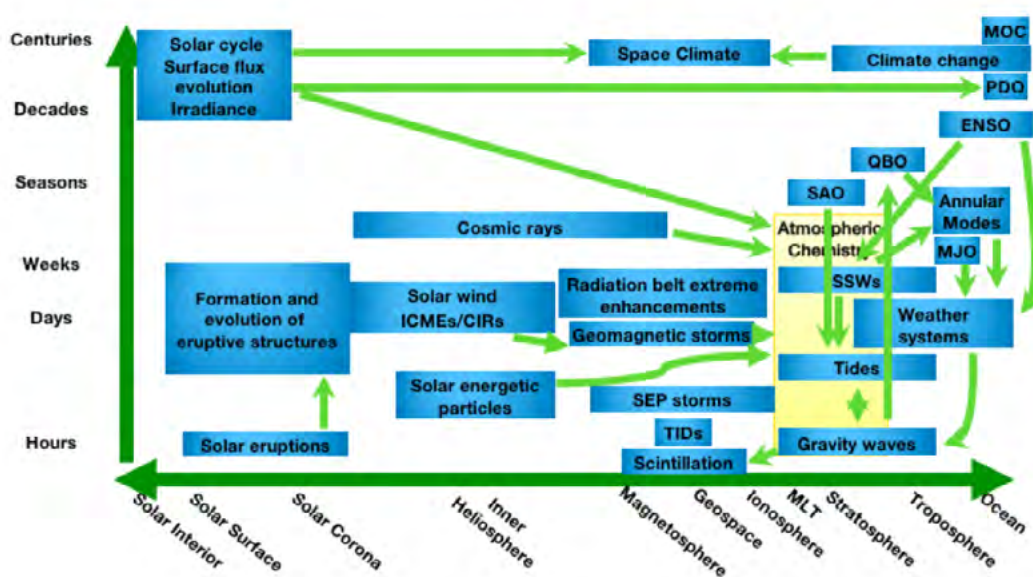 Centuries
Decades
Seasons
Weeks
Days
Hours
Solar cycle
Surface flux
evolution
Irradiance
Space Climate
MOC
Climate change
PDO
ENSO
QBO
SAO
Annular
Modes
MJO
Cosmic rays
Atmospheric
Chemistry
SSWs
Formation and
evolution of
eruptive structures
Solar wind
ICMEs/CIRs
Radiation belt extreme
enhancements
Geomagnetic storms
Weather
systems
Solar energetic
particles
Tides
SEP storms
TIDs
Solar eruptions
Scintillation
Gravity waves
Solar Interior
Solar Surface
Solar Corona
Inner
Heliosphere
Magnetosphere
Geospace
Ionosphere
MLT
Stratosphere
Troposphere
Ocean